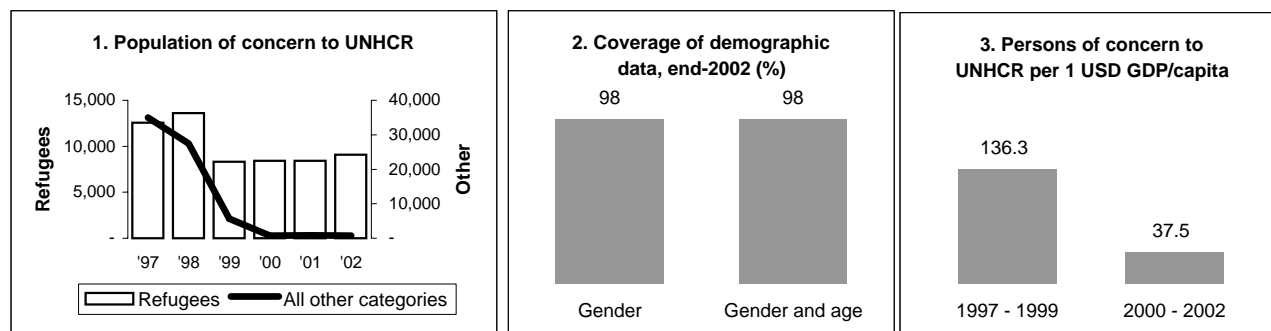 1. Population of concern to UNHCR
15,000
10,000
5,000
-
Refugees
40,000
30,000
20,000
10,000
-
Other
'97 '98 '99 '00 '01 '02
Refugees All other categories
2. Coverage of demographic
data, end-2002 (%)
98 98
Gender Gender and age
3. Persons of concern to
UNHCR per 1 USD GDP/capita
136.3
37.5
1997 - 1999 2000 - 2002